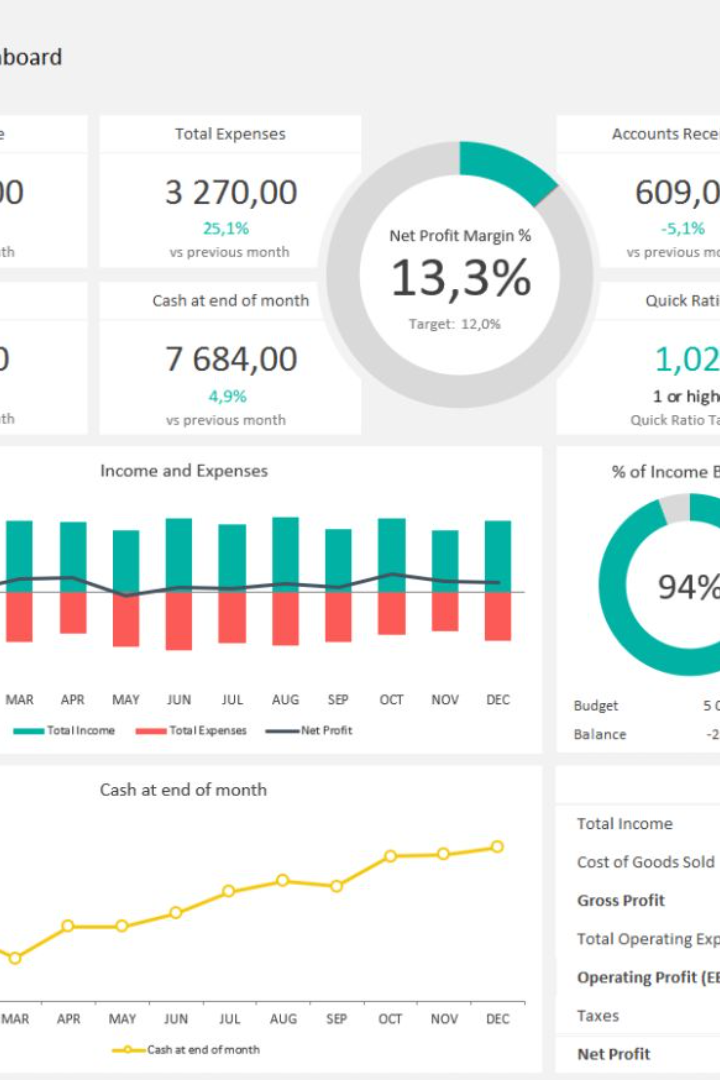 board
Total Expenses
3 270,00
25,1%
vs previous month
Cash at end of month
7 684,00
4,9%
vs previous month
Net Profit Margin %
13,3%
Target: 12,0%
Accounts Rece
609,0
-5,1%
vs previous mo
Quick Rati
1,02
1 or high
Quick Ratio Ta
Income and Expenses
MAR APR MAY JUN JUL AUG SEP OCT NOV DEC
Total Income Total Expenses Net Profit
% of Income B
94%
Budget 5 0
Balance -2
Cash at end of month
MAR APR MAY JUN JUL AUG SEP OCT NOV DEC
Cash at end of month
Total Income
Cost of Goods Sold
Gross Profit
Total Operating Exp
Operating Profit (EB
Taxes
Net Profit